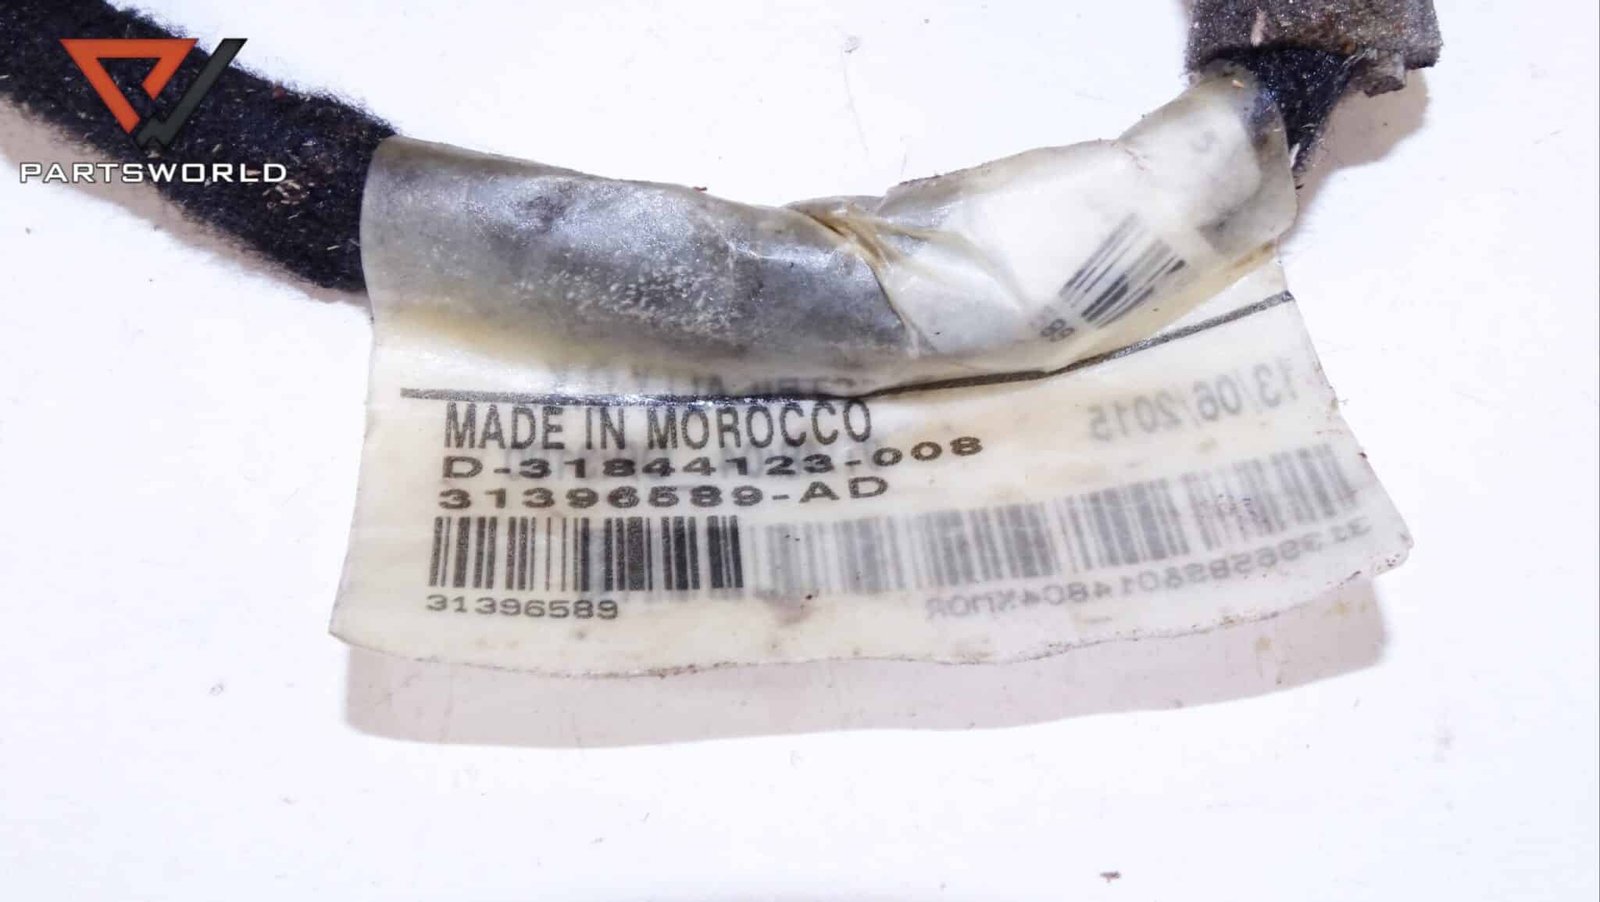 PARTSWORLD
MADE IN MOROCCO
D-31844123-008
31396589-AD
31396589
13/06/2015